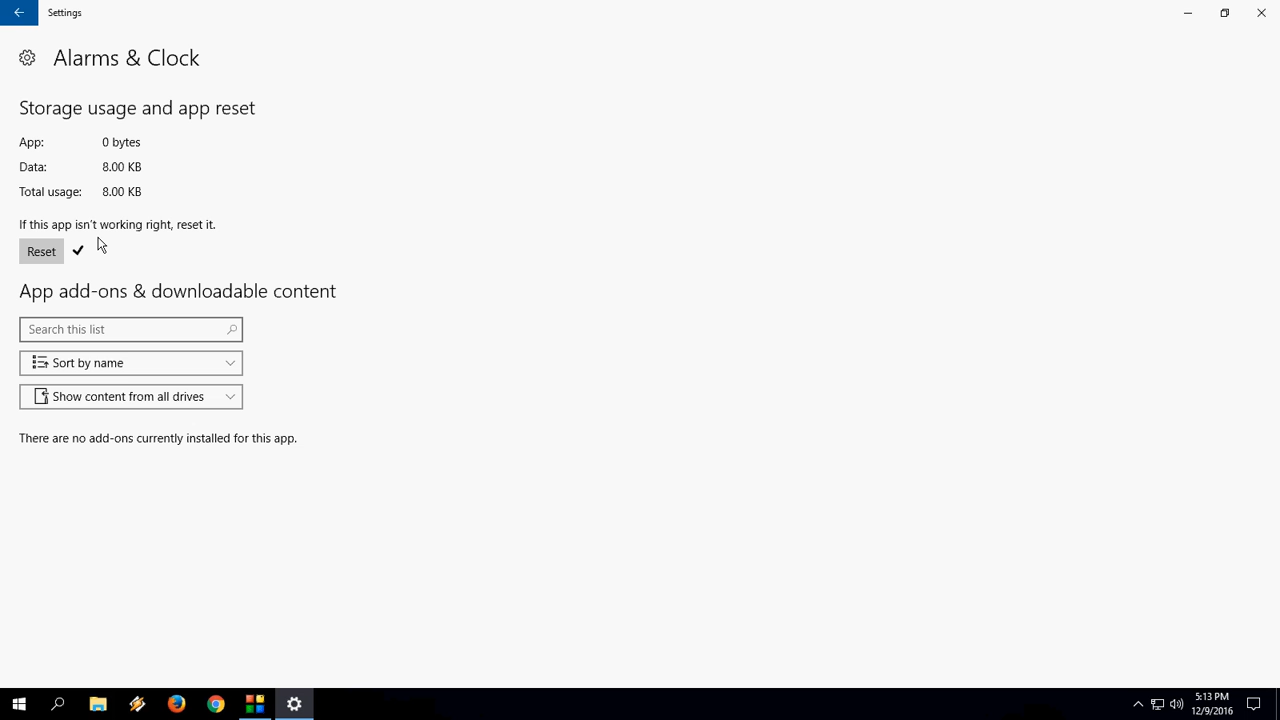 Settings
Alarms & Clock
Storage usage and app reset
App: 0 bytes
Data: 8.00 KB
Total usage: 8.00 KB
If this app isn't working right, reset it.
Reset
App add-ons & downloadable content
Search this list
Sort by name
Show content from all drives
There are no add-ons currently installed for this app.
5:13 PM
12/9/2016